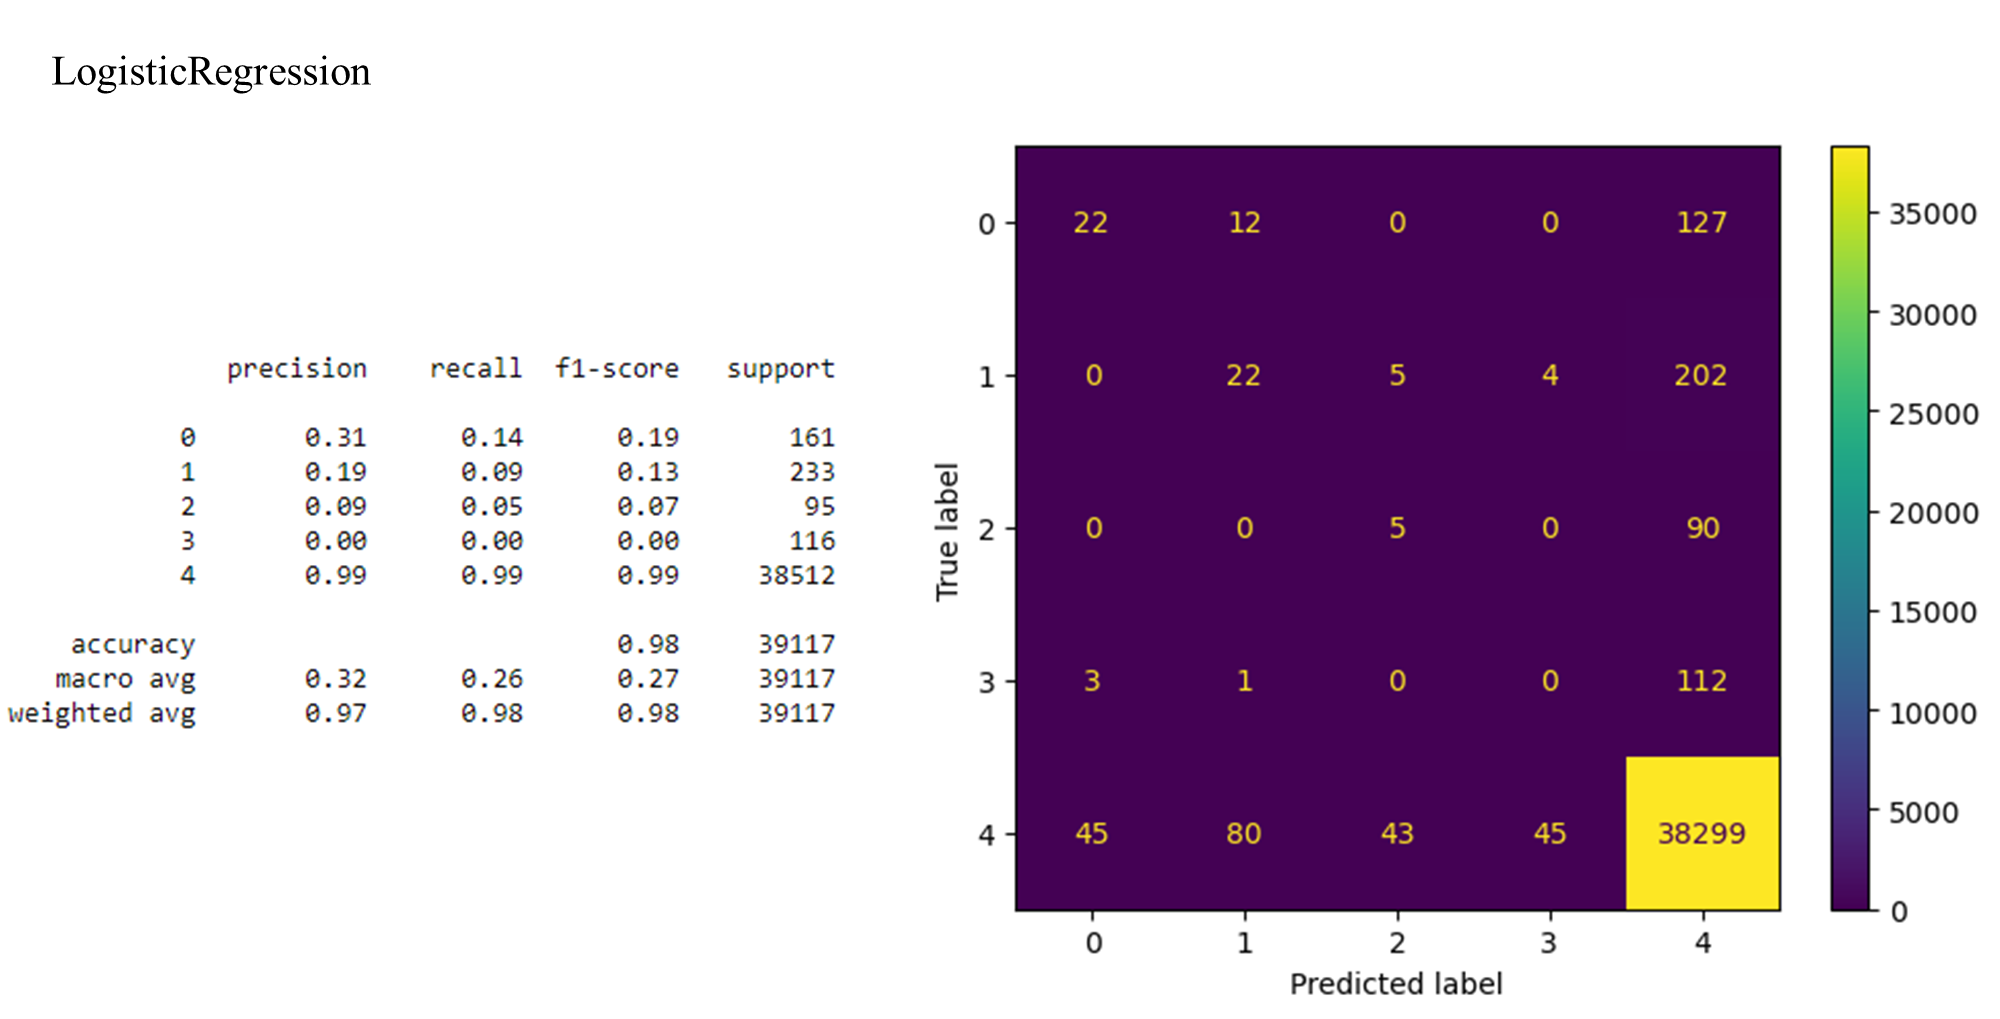 LogisticRegression
precision recall f1-score support
0 0.31 0.14 0.19 161
1 0.19 0.09 0.13 233
2 0.09 0.05 0.07 95
3 0.00 0.00 0.00 116
4 0.99 0.99 0.99 38512
accuracy 0.98 39117
macro avg 0.32 0.26 0.27 39117
weighted avg 0.97 0.98 0.98 39117
True label
0 22 12 0 0 127
1 0 22 5 4 202
2 0 0 5 0 90
3 3 1 0 0 112
4 45 80 43 45 38299
0 1 2 3 4
Predicted label
35000
30000
25000
20000
15000
10000
5000
0